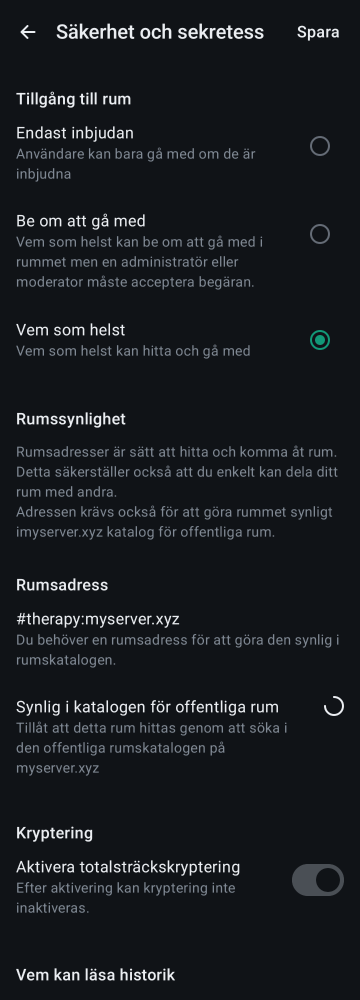 Säkerhet och sekretess
Spara
Tillgång till rum
Endast inbjudan
Användare kan bara gå med om de är
inbjudna
Be om att gå med
Vem som helst kan be om att gå med i
rummet men en administratör eller
moderator måste acceptera begäran.
Vem som helst
Vem som helst kan hitta och gå med
Rumssynlighet
Rumsadresser är sätt att hitta och komma åt rum.
Detta säkerställer också att du enkelt kan dela ditt
rum med andra.
Adressen krävs också för att göra rummet synligt
imyserver.xyz katalog för offentliga rum.
Rumsadress
#therapy:myserver.xyz
Du behöver en rumsadress för att göra den synlig i
rumskatalogen.
Synlig i katalogen för offentliga rum
Tillåt att detta rum hittas genom att söka i
den offentliga rumskatalogen på
myserver.xyz
Kryptering
Aktivera totalsträckskryptering
Efter aktivering kan kryptering inte
inaktiveras.
Vem kan läsa historik